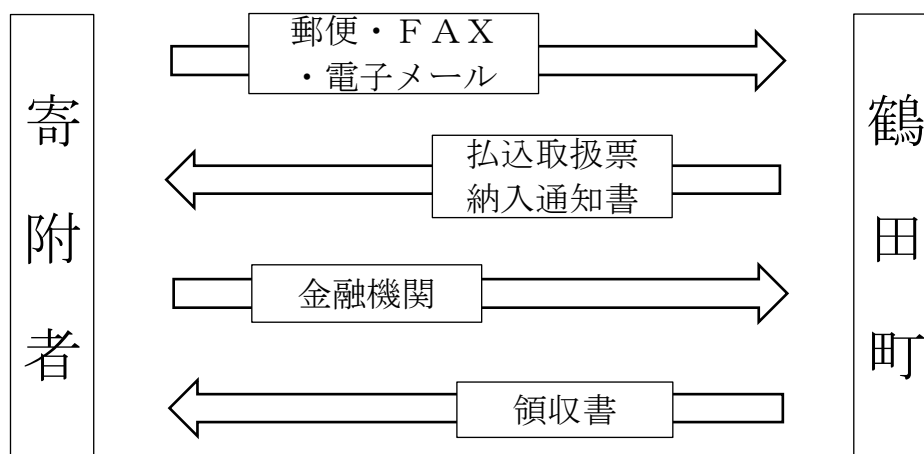 寄附者
郵便・ＦＡＸ
・電子メール
払込取扱票
納入通知書
金融機関
領収書
鶴田町